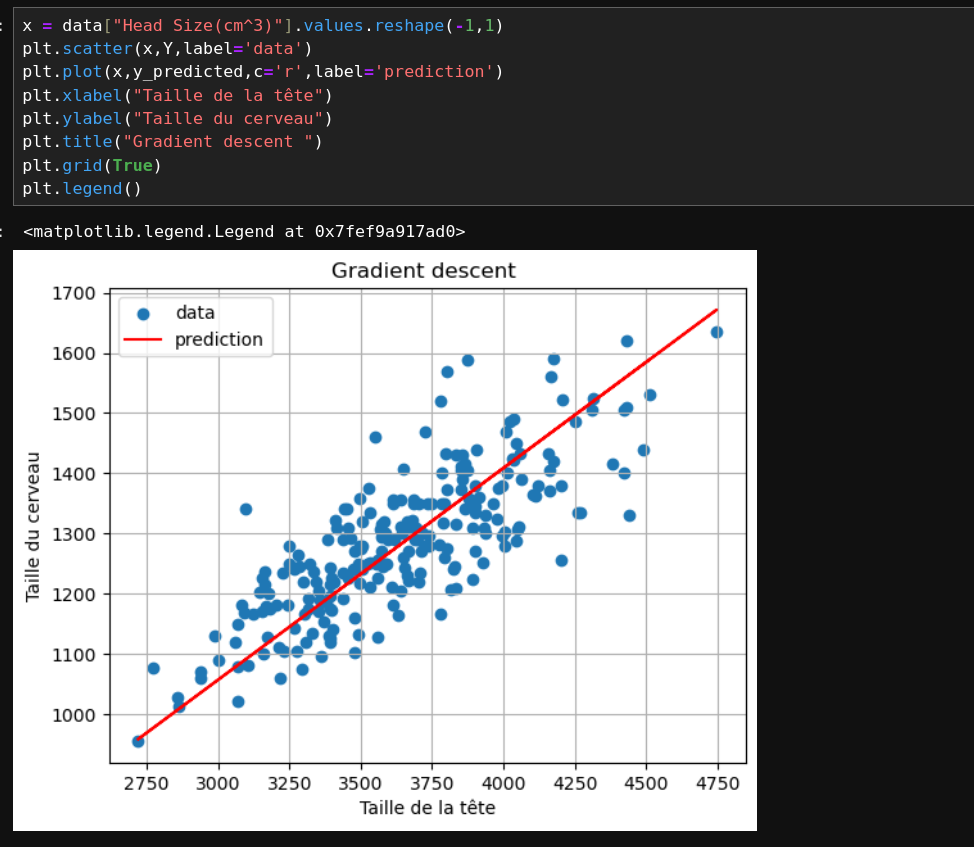 :
x = data["Head Size(cm^3)"].values.reshape(-1,1)
plt.scatter(x,Y,label='data')
plt.plot(x,y_predicted,c='r',label='prediction')
plt.xlabel("Taille de la tête")
plt.ylabel("Taille du cerveau")
plt.title("Gradient descent ")
plt.grid(True)
plt.legend()
:
<matplotlib.legend.Legend at 0x7fef9a917ad0>
Gradient descent
data
prediction
1700
1600
1500
1400
1300
1200
1100
1000
Taille du cerveau
2750 3000 3250 3500 3750 4000 4250 4500 4750
Taille de la tête